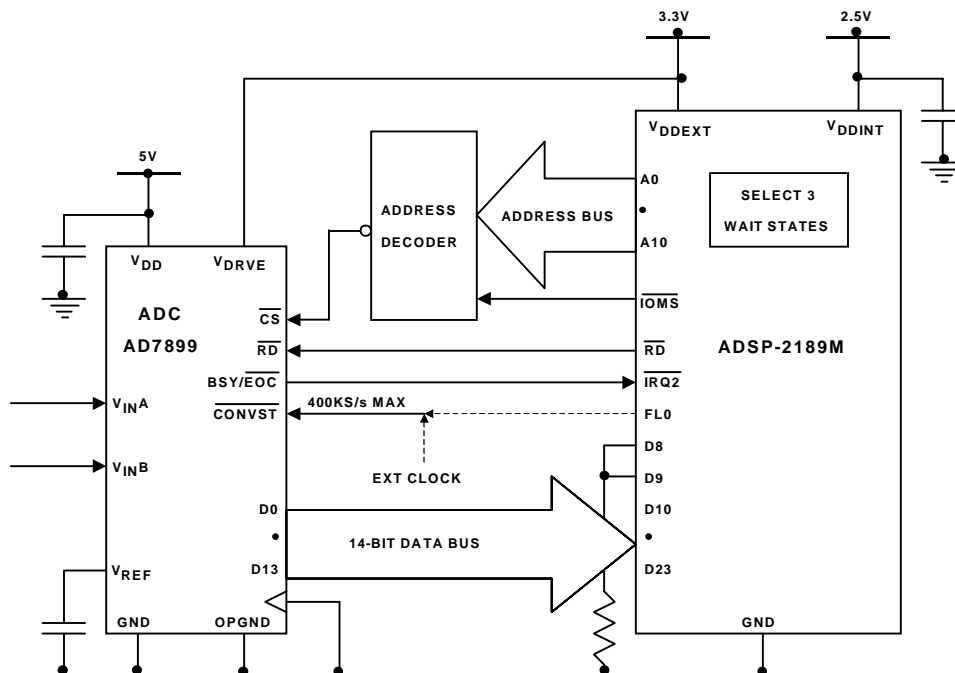 3.3V
2.5V
VDDEXT
VDDINT
5V
ADDRESS
DECODER
ADDRESS BUS
A0
A10
SELECT 3
WAIT STATES
VDD
VDRVE
ADC
AD7899
CS
IOMS
RD
RD
ADSP-2189M
BSY/EOC
IRQ2
VINA
CONVST
400KS/s MAX
FL0
D8
EXT CLOCK
D9
VINB
D0
D10
14-BIT DATA BUS
D13
D23
VREF
GND
OPGND
GND